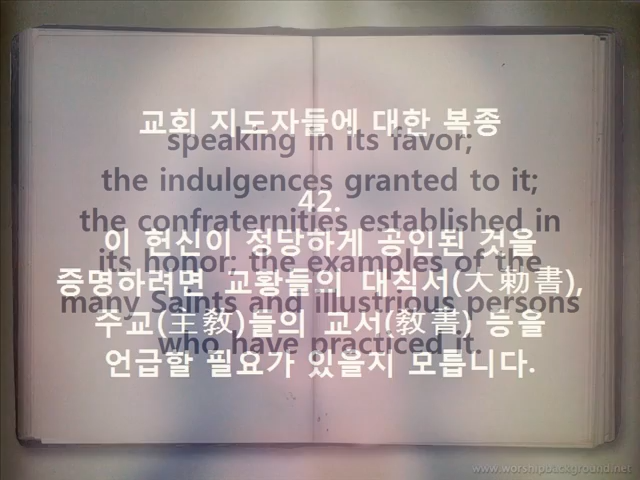 교회 지도자들에 대한 복종
speaking in its favor;
the indulgences granted to it;
42.
the confraternities established in
이 헌신이 정당하게 공인된 것을
its honor; the examples of the
증명하려면 교황들의 대칙서(大勅書),
many Saints and illustrious persons
주교(主敎)들의 교서(敎書) 등을
who have practiced it.
언급할 필요가 있을지 모릅니다.
www.worshipbackground.net